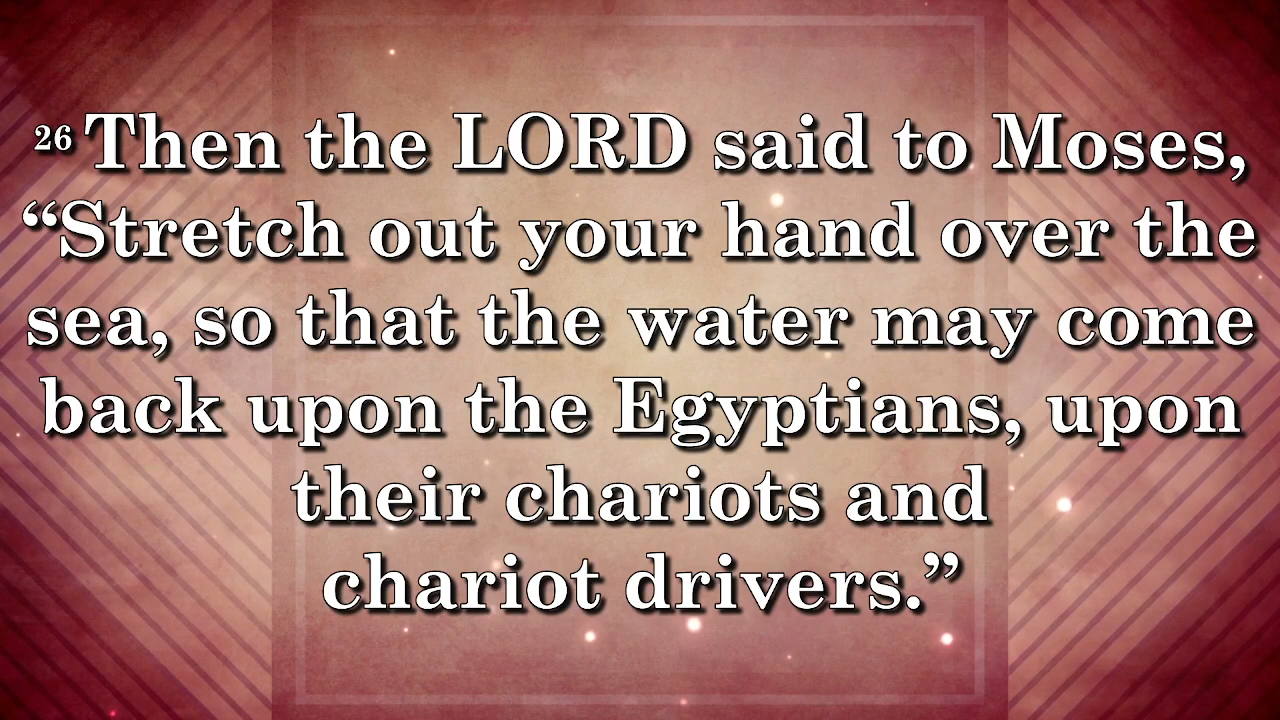 26 Then the LORD said to Moses,
“Stretch out your hand over the
sea, so that the water may come
back upon the Egyptians, upon
their chariots and
chariot drivers.”